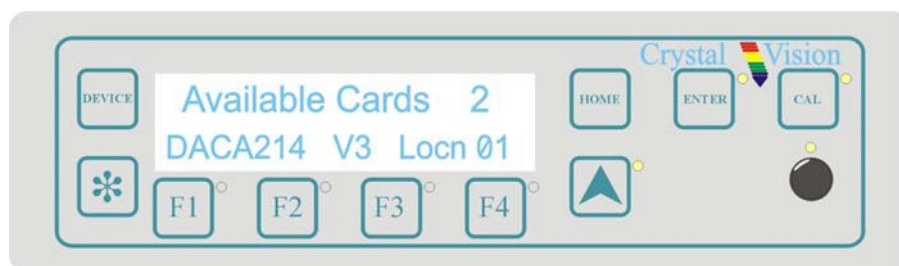 Crystal Vision
DEVICE
Available Cards 2
DACA214 V3 Locn 01
HOME
ENTER
CAL
F1 F2 F3 F4